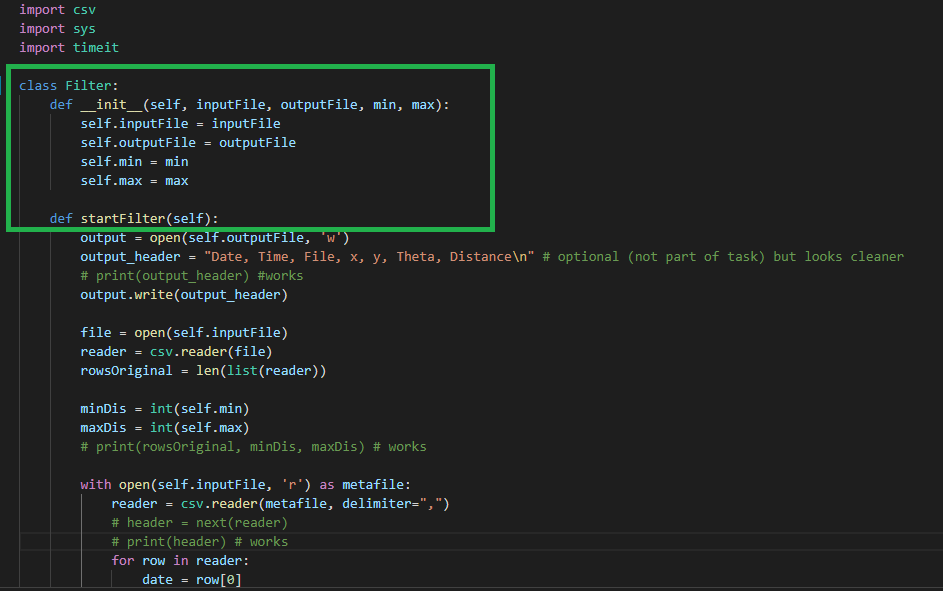 import csv
import sys
import timeit
class Filter:
    def __init__(self, inputFile, outputFile, min, max):
        self.inputFile = inputFile
        self.outputFile = outputFile
        self.min = min
        self.max = max
    def startFilter(self):
        output = open(self.outputFile, 'w')
        output_header = "Date, Time, File, x, y, Theta, Distance\n" # optional (not part of task) but looks cleaner
        # print(output_header) #works
        output.write(output_header)
        file = open(self.inputFile)
        reader = csv.reader(file)
        rowsOriginal = len(list(reader))
        minDis = int(self.min)
        maxDis = int(self.max)
        # print(rowsOriginal, minDis, maxDis) # works
        with open(self.inputFile, 'r') as metafile:
            reader = csv.reader(metafile, delimiter=",")
            # header = next(reader)
            # print(header) # works
            for row in reader:
                date = row[0]